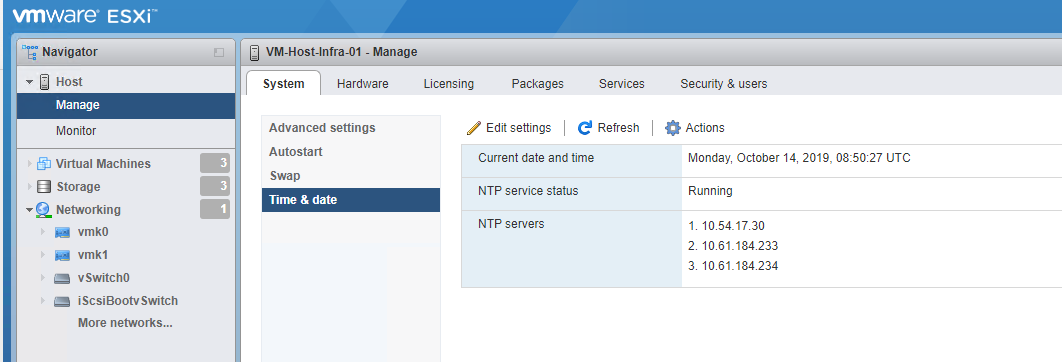 vmware ESXi™
Navigator
VM-Host-Infra-01 - Manage
Host
Manage
Monitor
Virtual Machines 3
Storage 3
Networking 1
vmk0
vmk1
vSwitch0
iScsiBootvSwitch
More networks...
System Hardware Licensing Packages Services Security & users
Advanced settings
Autostart
Swap
Time & date
Edit settings Refresh Actions
Current date and time Monday, October 14, 2019, 08:50:27 UTC
NTP service status Running
NTP servers 1. 10.54.17.30
2. 10.61.184.233
3. 10.61.184.234